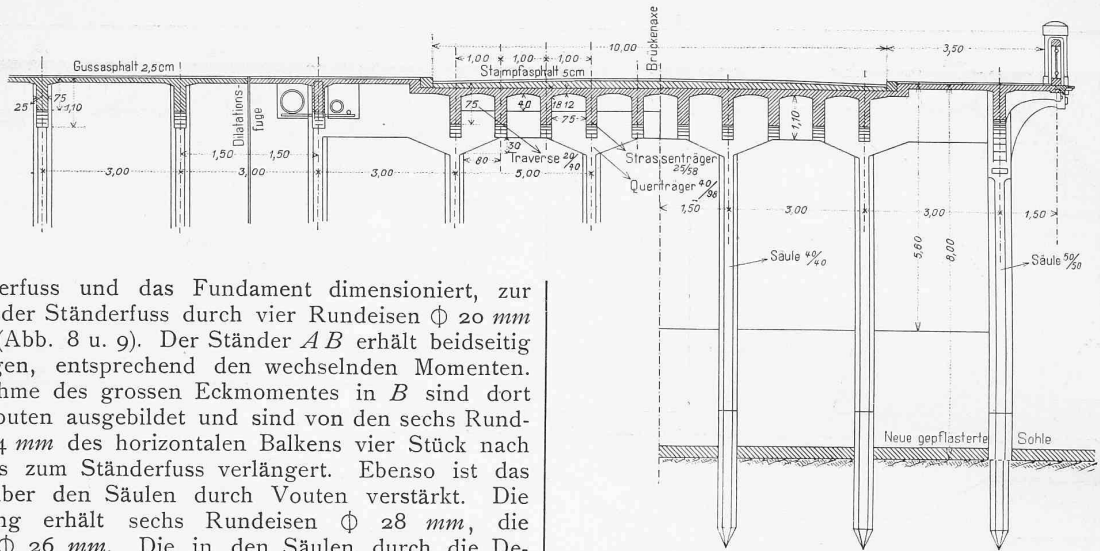 Brückenaxe
10,00
3,50
1,00 1,00 1,00
Gussasphalt 2,5cm
Stampfasphalt 5cm
25 75
1,10
Dilatations-
fuge
75
40
18 12
75
1,10
30
80
Traverse 20/40
Strassenträger
25/58
Querträger 40/98
1,50 1,50
3,00 3,00 3,00 5,00
1,50 3,00 3,00 1,50
Säule 40/40
5,60
8,00
Säule 50/50
Neue gepflästerte Sohle
erfuss und das Fundament dimensioniert, zur
der Ständerfuss durch vier Rundeisen Φ 20 mm
(Abb. 8 u. 9). Der Ständer A B erhält beidseitig
gen, entsprechend den wechselnden Momenten.
hme des grossen Eckmomentes in B sind dort
outen ausgebildet und sind von den sechs Rund-
4 mm des horizontalen Balkens vier Stück nach
s zum Ständerfuss verlängert. Ebenso ist das
über den Säulen durch Vouten verstärkt. Die
ng erhält sechs Rundeisen Φ 28 mm, die
Φ 26 mm. Die in den Säulen durch die De-